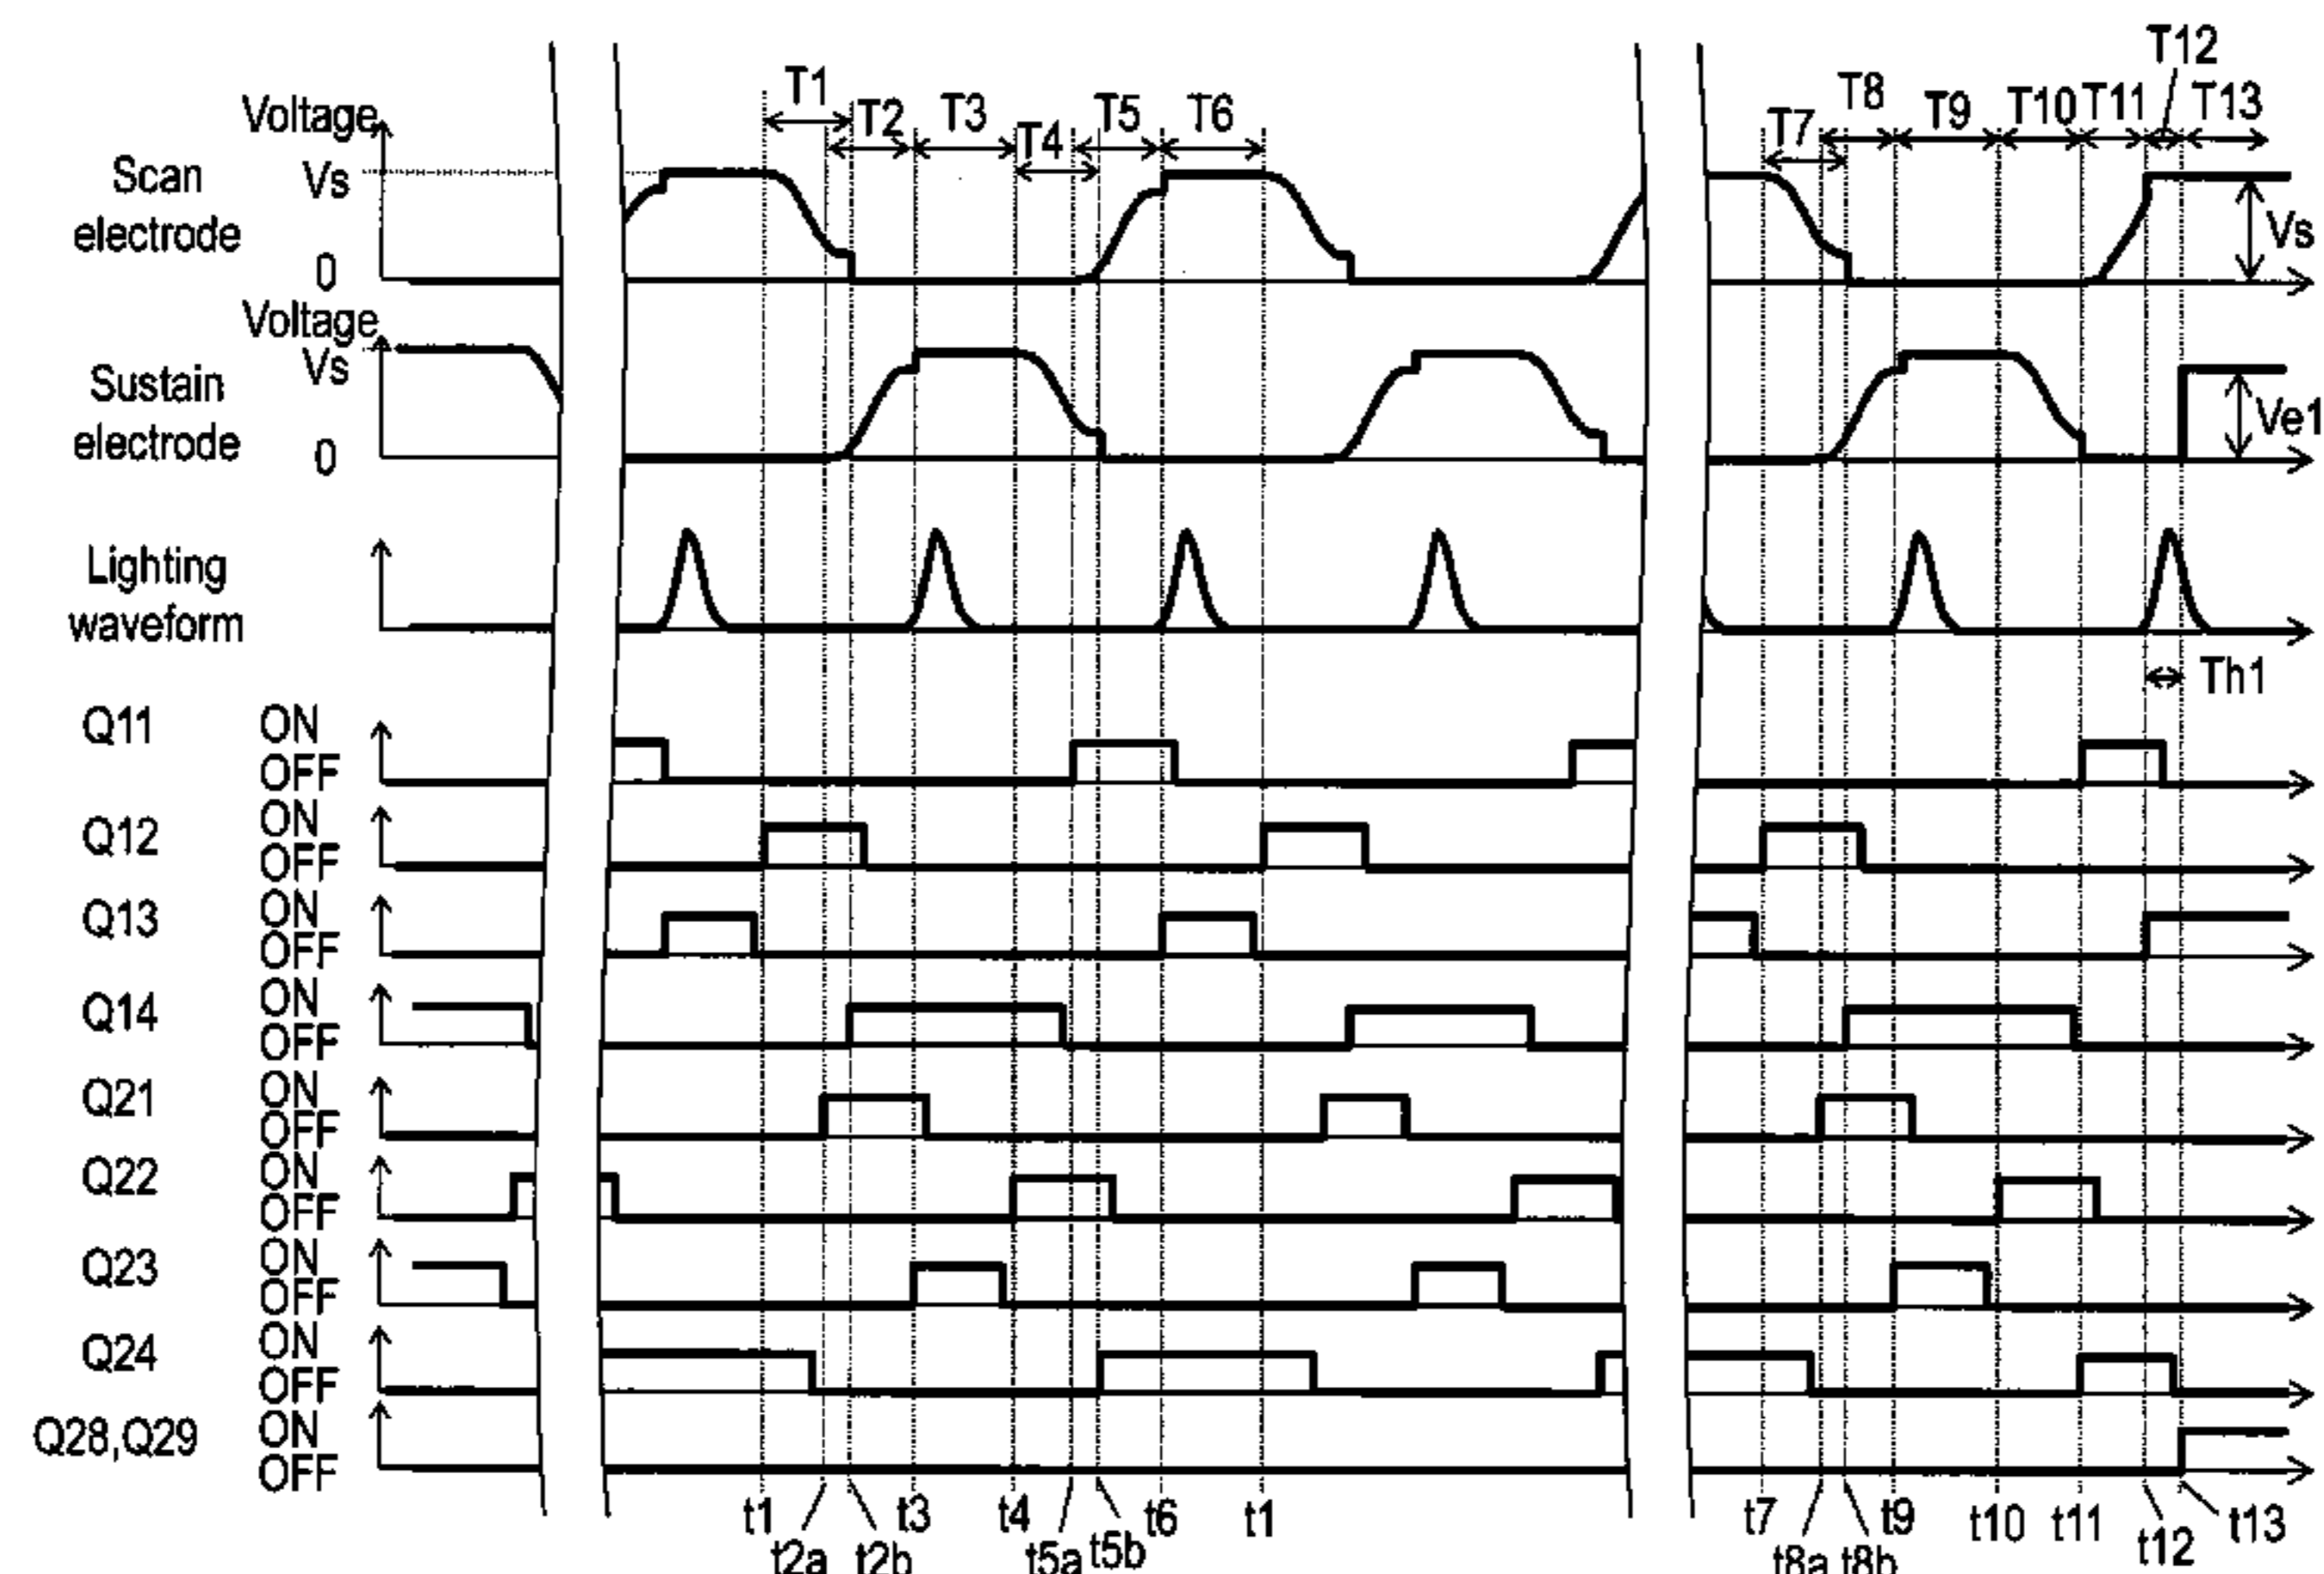 T12
T1 T2 T3 T4 T5 T6 T7 T8 T9 T10 T11 T13
Voltage
Scan
electrode
Vs
0
Vs
Voltage
Sustain
electrode
Vs
0
Ve1
Lighting
waveform
Th1
Q11 ON
OFF
Q12 ON
OFF
Q13 ON
OFF
Q14 ON
OFF
Q21 ON
OFF
Q22 ON
OFF
Q23 ON
OFF
Q24 ON
OFF
Q28,Q29 ON
OFF
t1 t3 t4 t6 t1 t7 t9 t10 t11 t13
t2a t2b t5a t5b t8a t8b t12